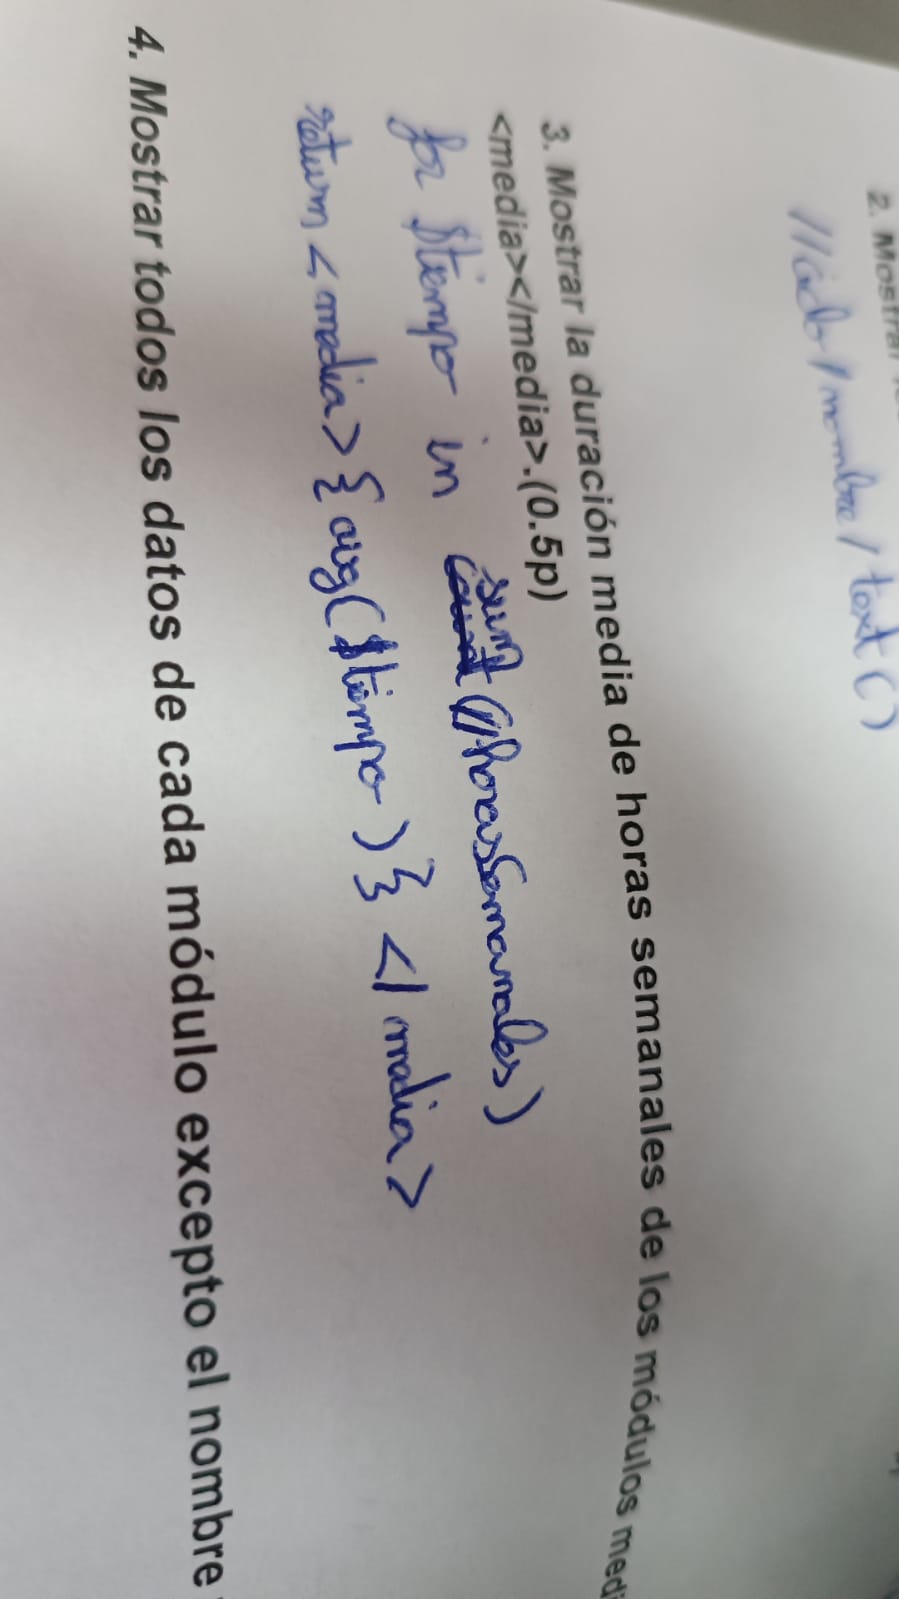 2. Mostrar
//ciclo/nombre/text()
3. Mostrar la duración media de horas semanales de los módulos medi
<media></media>.(0.5p)
for $tiempo in sum(//horasSemanales)
return <media>{avg($tiempo)}</media>
4. Mostrar todos los datos de cada módulo excepto el nombre